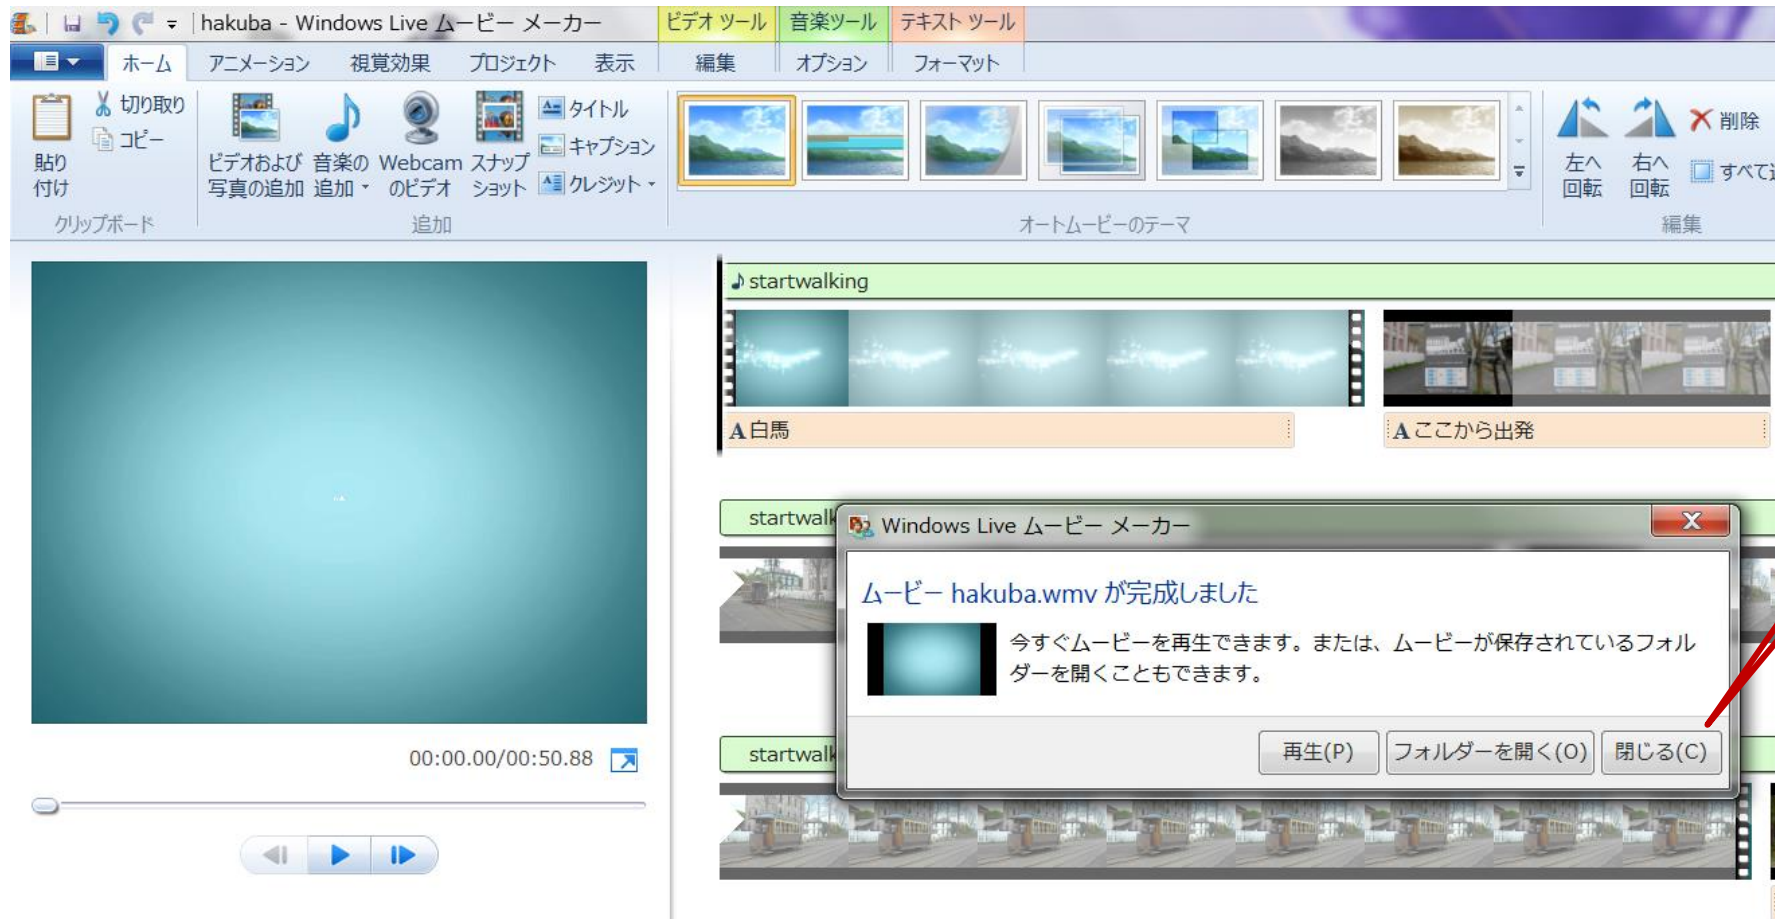 hakuba - Windows Live ムービー メーカー
ビデオ ツール
音楽ツール
テキスト ツール
ホーム
アニメーション
視覚効果
プロジェクト
表示
編集
オプション
フォーマット
貼り
付け
切り取り
コピー
クリップボード
ビデオおよび
写真の追加
音楽の
追加
Webcam
のビデオ
スナップ
ショット
タイトル
キャプション
クレジット
追加
オートムービーのテーマ
左へ
回転
右へ
回転
削除
すべて
編集
startwalking
A 白馬
A ここから出発
00:00.00/00:50.88
startwalk
Windows Live ムービー メーカー
ムービー hakuba.wmv が完成しました
今すぐムービーを再生できます。または、ムービーが保存されているフォル
ダーを開くこともできます。
再生(P)
フォルダーを開く(O)
閉じる(C)
startwalk